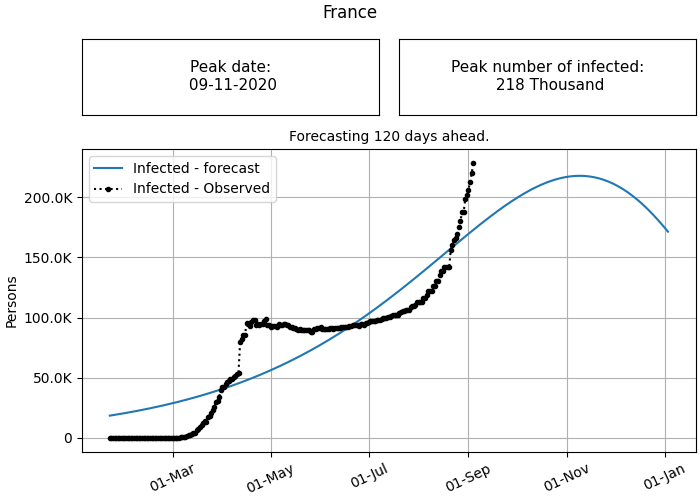 France
Peak date:
09-11-2020
Peak number of infected:
218 Thousand
Forecasting 120 days ahead.
Infected - forecast
Infected - Observed
200.0K
150.0K
100.0K
50.0K
0
Persons
01-Mar
01-May
01-Jul
01-Sep
01-Nov
01-Jan